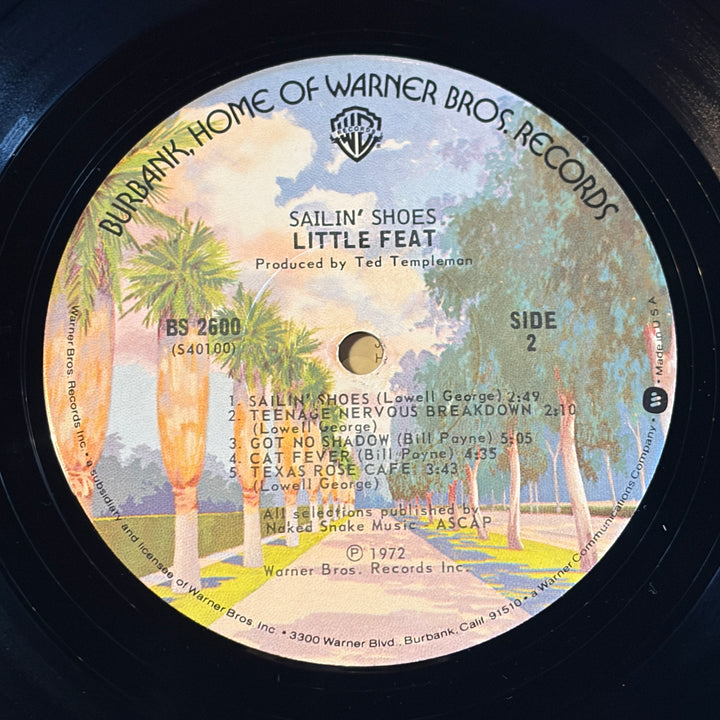 BURBANK, HOME OF WARNER BROS. RECORDS
W RECORDS
SAILIN' SHOES
LITTLE FEAT
Produced by Ted Templeman
BS 2600
(S40100)
SIDE
2
1. SAILIN' SHOES (Lowell George) 2:49
2. TEENAGE NERVOUS BREAKDOWN 2:10
(Lowell George)
3. GOT NO SHADOW (Bill Payne) 5:05
4. CAT FEVER (Bill Payne) 4:35
5. TEXAS ROSE CAFE 3:43
(Lowell George)
All selections published by
Naked Snake Music - ASCAP
Ⓟ 1972
Warner Bros. Records Inc.
Warner Bros. Records Inc. • a subsidiary and licensee of Warner Bros. Inc. • 3300 Warner Blvd., Burbank, Calif. 91510 • a Warner Communications Company • Made in U.S.A.